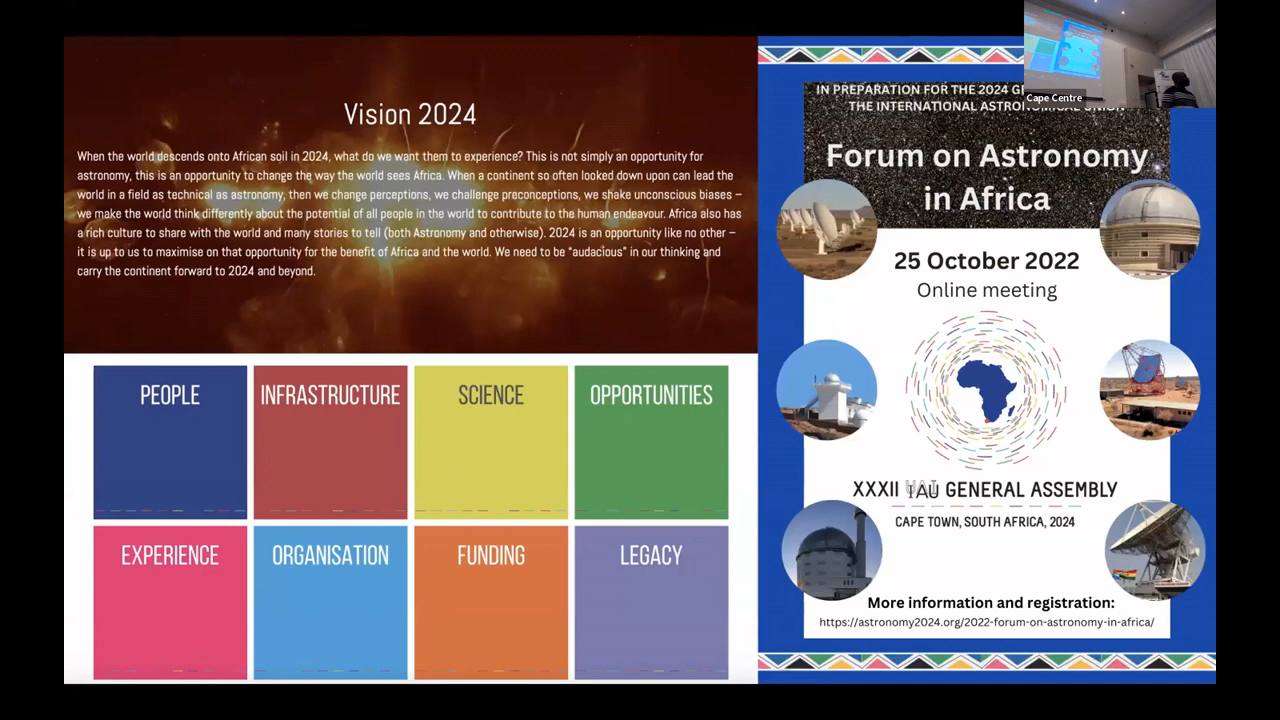 Vision 2024
When the world descends onto African soil in 2024, what do we want them to experience? This is not simply an opportunity for
astronomy, this is an opportunity to change the way the world sees Africa. When a continent so often looked down upon can lead the
world in a field as technical as astronomy, then we change perceptions, we challenge preconceptions, we shake unconscious biases –
we make the world think differently about the potential of all people in the world to contribute to the human endeavour. Africa also has
a rich culture to share with the world and many stories to tell (both Astronomy and otherwise). 2024 is an opportunity like no other –
it is up to us to maximise on that opportunity for the benefit of Africa and the world. We need to be “audacious” in our thinking and
carry the continent forward to 2024 and beyond.
PEOPLE
INFRASTRUCTURE
SCIENCE
OPPORTUNITIES
EXPERIENCE
ORGANISATION
FUNDING
LEGACY
Cape Centre
IN PREPARATION FOR THE 2024
THE INTERNATIONAL ASTRONOMICAL UNION
Forum on Astronomy
in Africa
25 October 2022
Online meeting
XXXII IAU GENERAL ASSEMBLY
CAPE TOWN, SOUTH AFRICA, 2024
More information and registration:
https://astronomy2024.org/2022-forum-on-astronomy-in-africa/